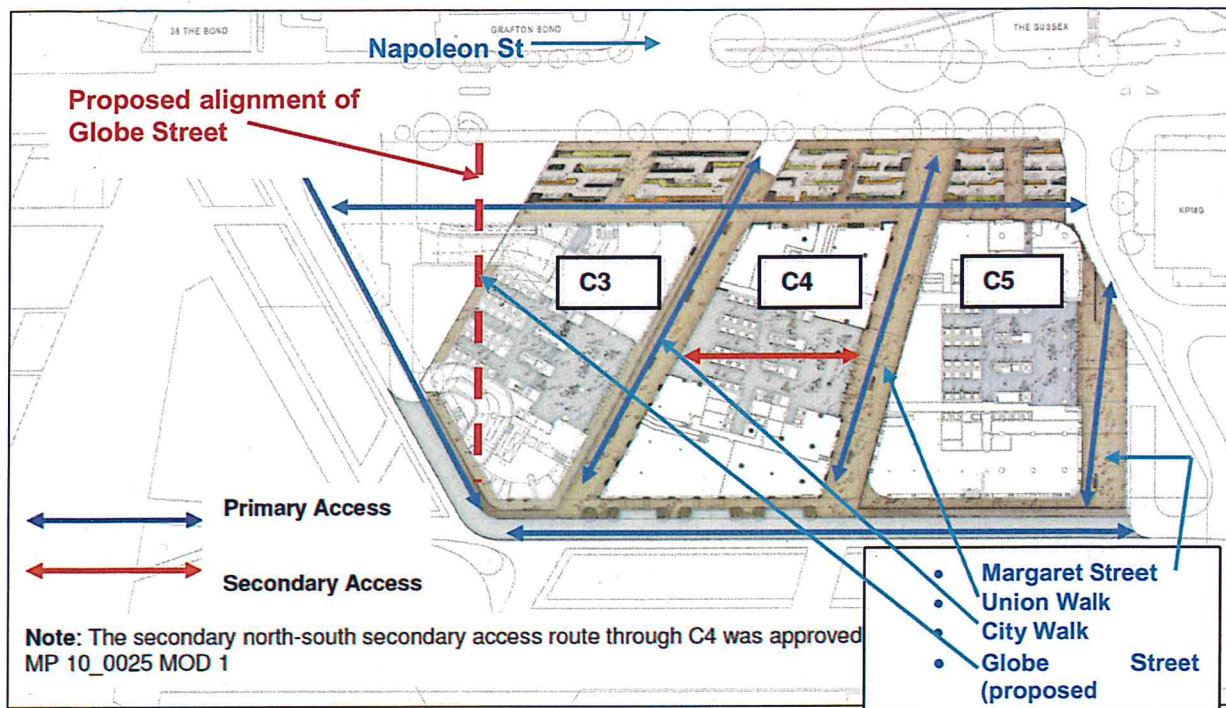 38 THE BOND
GRAFTON BOND
THE SUSSEX
Napoleon St
Proposed alignment of
Globe Street
KPMG
C3
C4
C5
Primary Access
Secondary Access
Note: The secondary north-south secondary access route through C4 was approved
MP 10_0025 MOD 1
• Margaret Street
• Union Walk
• City Walk
• Globe Street
(proposed